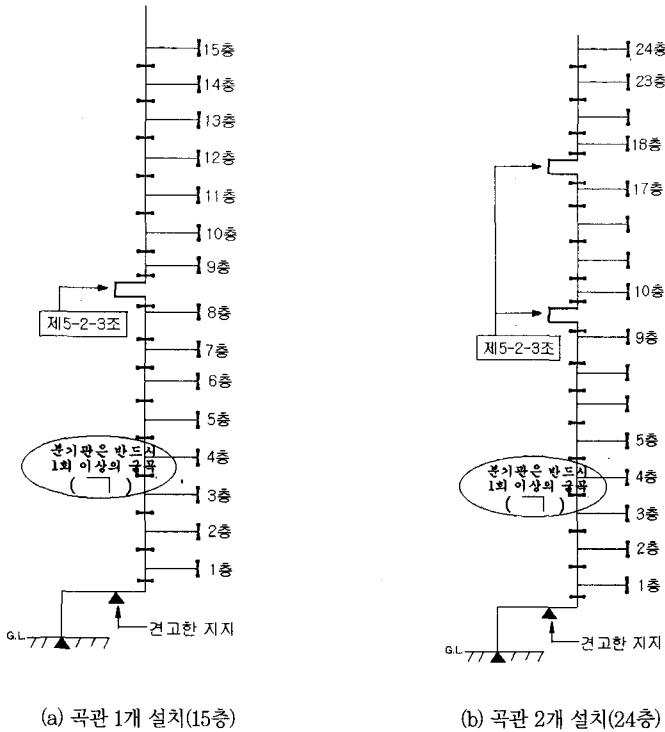 15층
14층
13층
12층
11층
10층
9층
제5-2-3조
8층
7층
6층
5층
분기관은 반드시
1회 이상의 굴곡
( )
4층
3층
2층
1층
견고한 지지
G.L.
(a) 곡관 1개 설치(15층)
24층
23층
18층
17층
10층
제5-2-3조
9층
5층
분기관은 반드시
1회 이상의 굴곡
( )
4층
3층
2층
1층
견고한 지지
G.L.
(b) 곡관 2개 설치(24층)